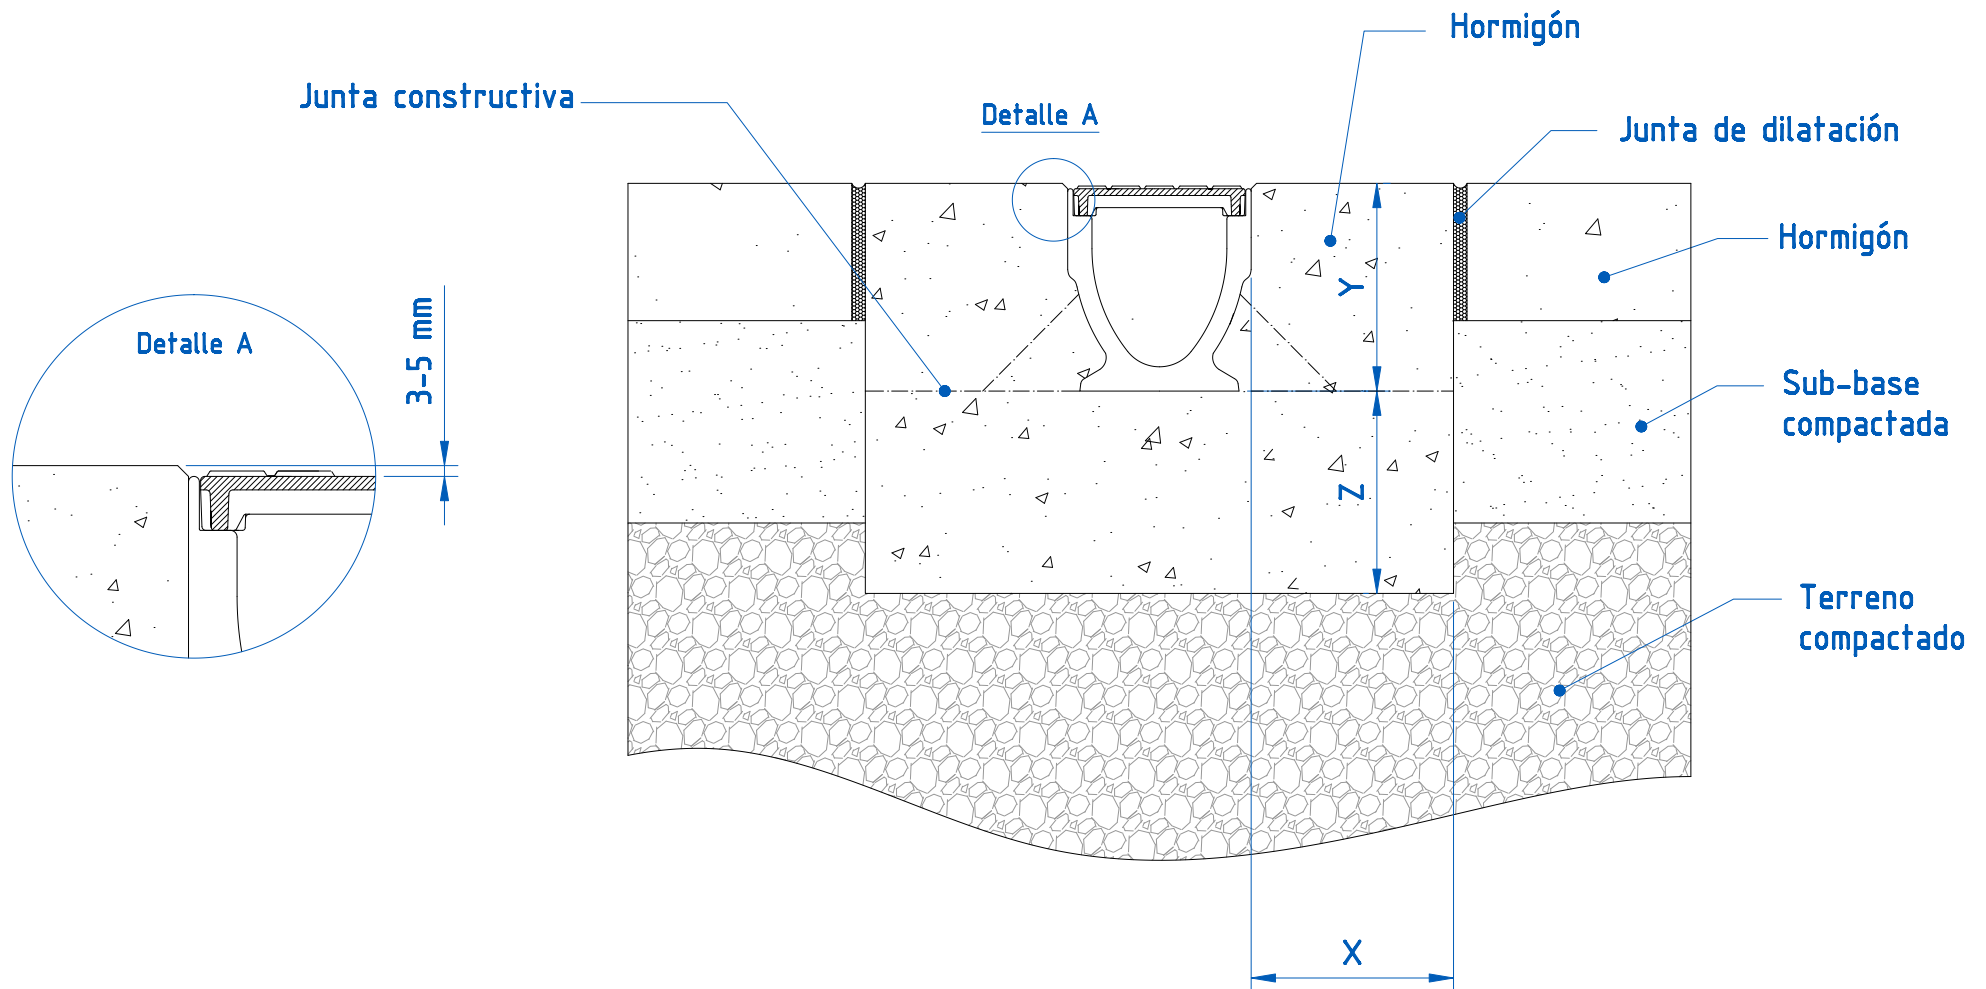 Hormigón
Junta constructiva
Detalle A
Junta de dilatación
Hormigón
Y
Detalle A
3-5 mm
Sub-base
compactada
Z
Terreno
compactado
X